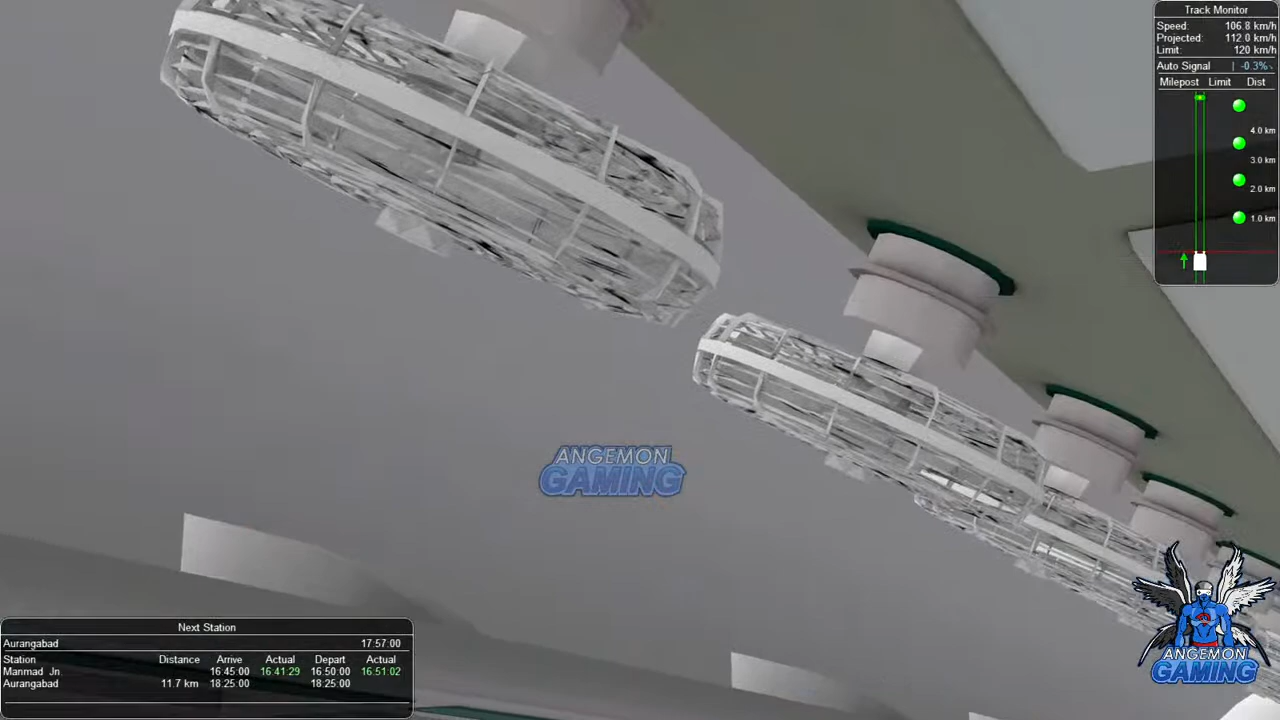 Track Monitor
Speed: 106.8 km/h
Projected: 112.0 km/h
Limit: 120 km/h
Auto Signal | -0.3%
Milepost Limit Dist
4.0 km
3.0 km
2.0 km
1.0 km
ANGEMON
GAMING
Next Station
Aurangabad 17:57:00
Station Distance Arrive Actual Depart Actual
Manmad Jn 16:45:00 16:41:29 16:50:00 16:51:02
Aurangabad 11.7 km 18:25:00 18:25:00
ANGEMON
GAMING